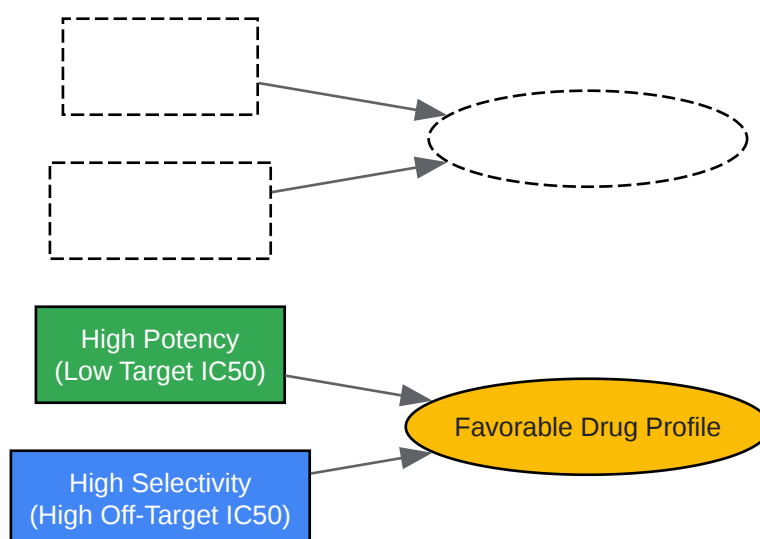 High Potency
(Low Target IC50)
Favorable Drug Profile
High Selectivity
(High Off-Target IC50)